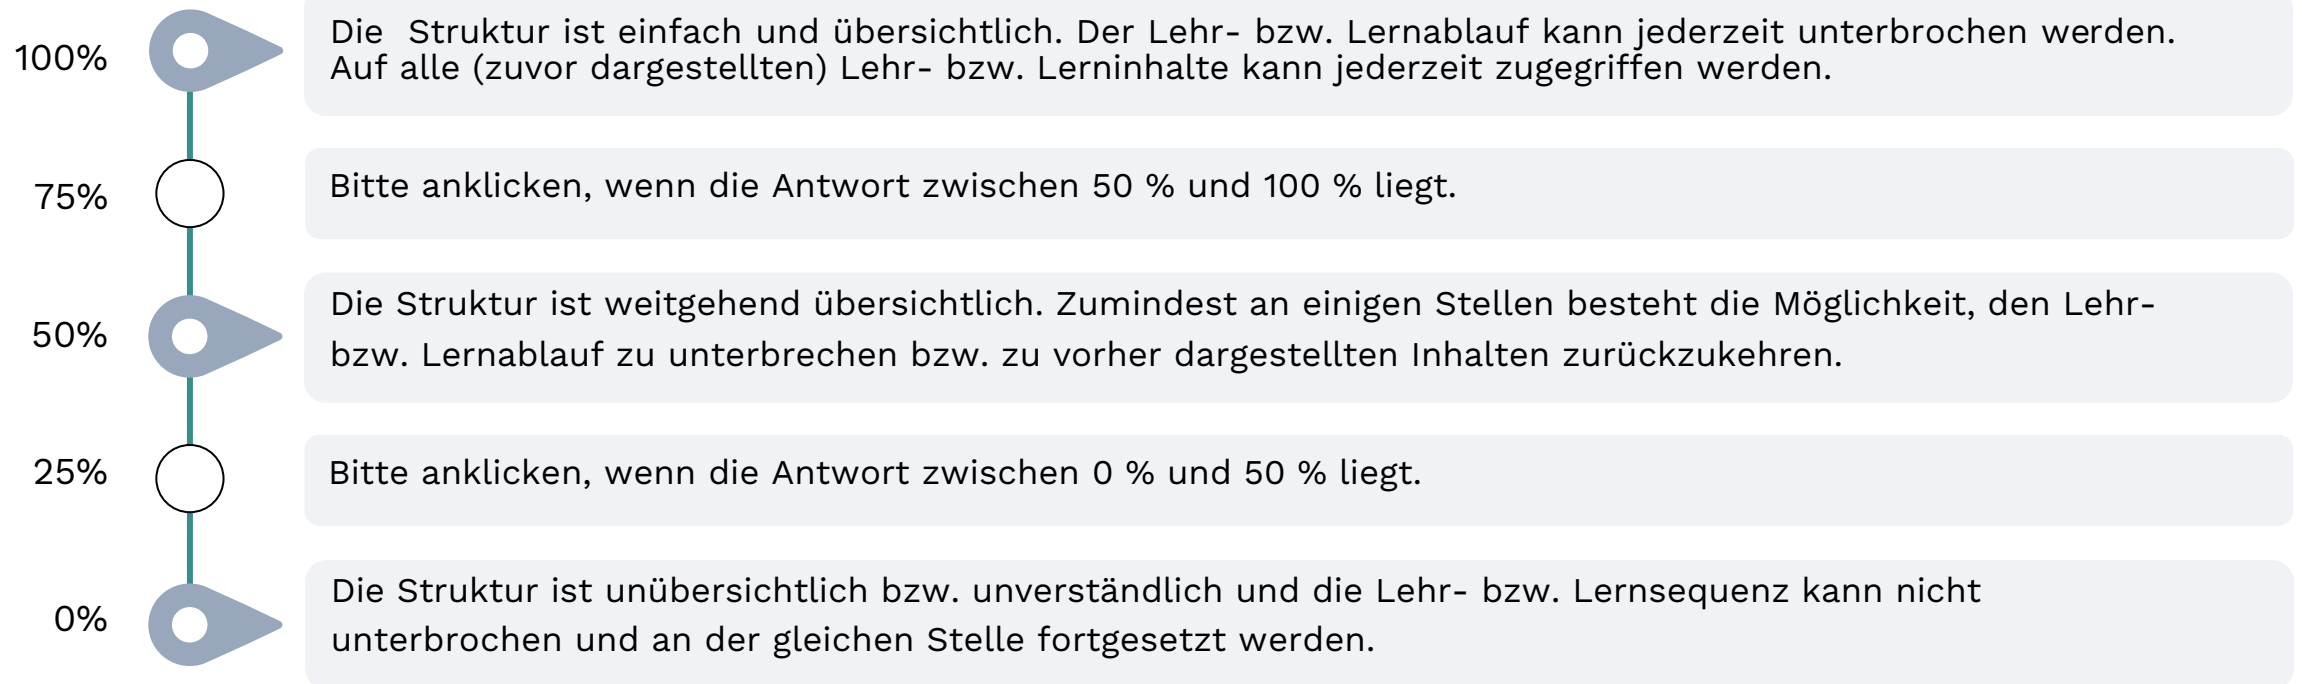 100%
Die  Struktur ist einfach und übersichtlich. Der Lehr- bzw. Lernablauf kann jederzeit unterbrochen werden.
Auf alle (zuvor dargestellten) Lehr- bzw. Lerninhalte kann jederzeit zugegriffen werden.
75%
Bitte anklicken, wenn die Antwort zwischen 50 % und 100 % liegt.
50%
Die Struktur ist weitgehend übersichtlich. Zumindest an einigen Stellen besteht die Möglichkeit, den Lehr-
bzw. Lernablauf zu unterbrechen bzw. zu vorher dargestellten Inhalten zurückzukehren.
25%
Bitte anklicken, wenn die Antwort zwischen 0 % und 50 % liegt.
0%
Die Struktur ist unübersichtlich bzw. unverständlich und die Lehr- bzw. Lernsequenz kann nicht
unterbrochen und an der gleichen Stelle fortgesetzt werden.